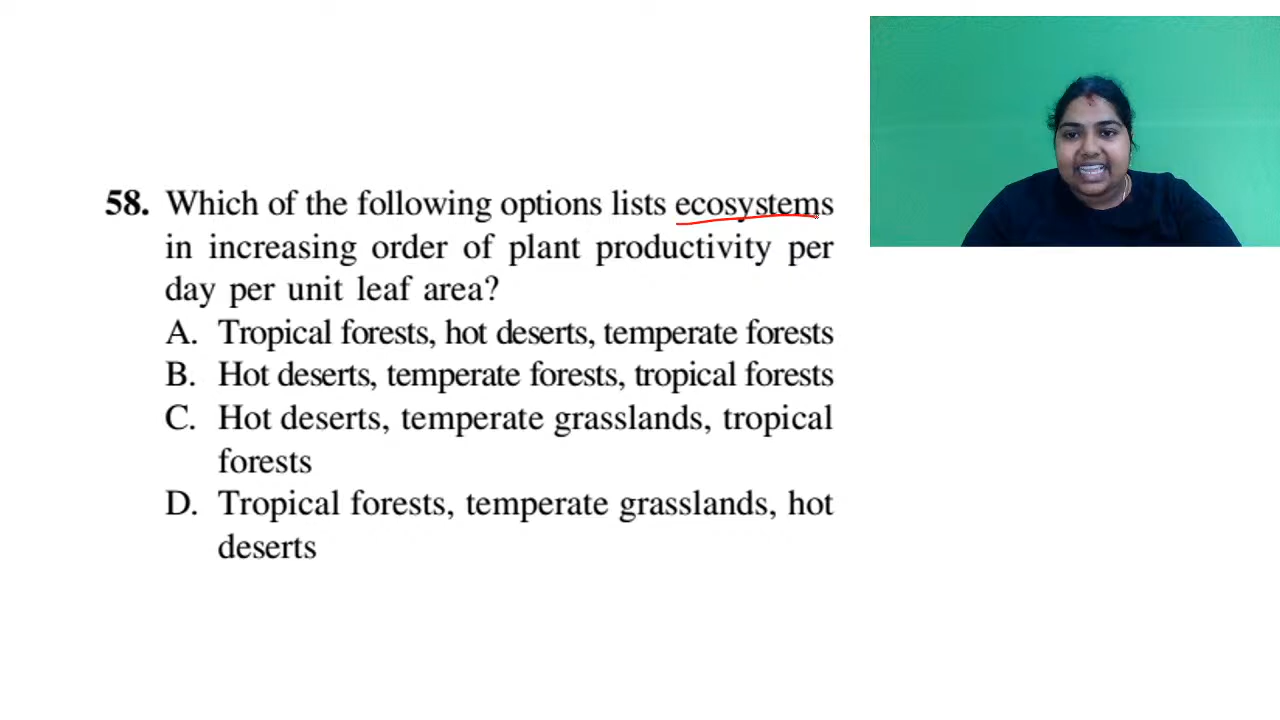 58. Which of the following options lists ecosystems
in increasing order of plant productivity per
day per unit leaf area?
A. Tropical forests, hot deserts, temperate forests
B. Hot deserts, temperate forests, tropical forests
C. Hot deserts, temperate grasslands, tropical
forests
D. Tropical forests, temperate grasslands, hot
deserts